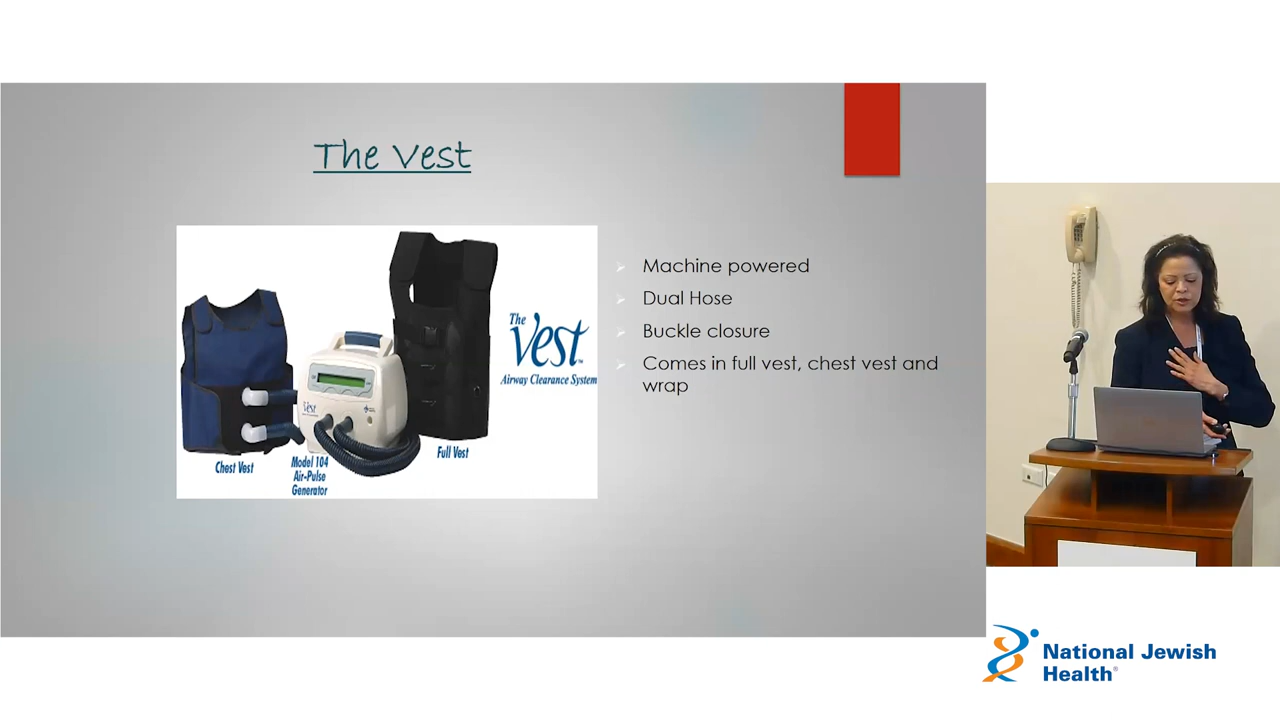 The Vest
The
Vest™
Airway Clearance System
Chest Vest
Model 104
Air-Pulse
Generator
Full Vest
Vest
Machine powered
Dual Hose
Buckle closure
Comes in full vest, chest vest and
wrap
National Jewish
Health®